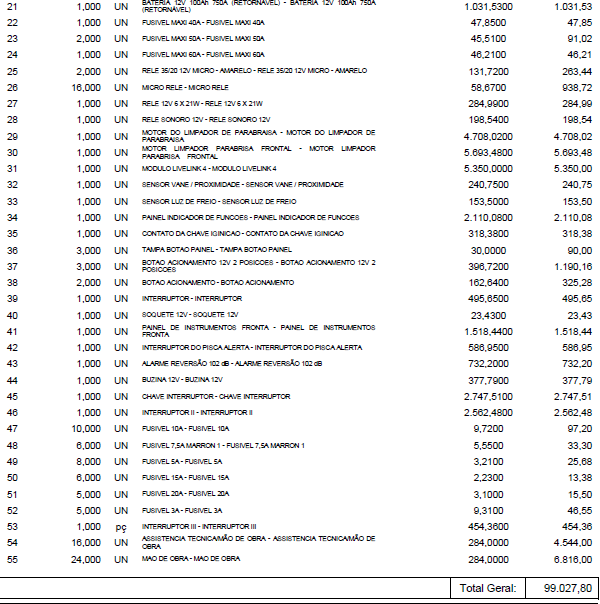 21 1,000 UN BATERIA 12V 100Ah 750A (RETORNAVEL) - BATERIA 12V 100Ah 750A 1.031,5300 1.031,53
(RETORNAVEL)
22 1,000 UN FUSIVEL MAXI 40A - FUSIVEL MAXI 40A 47,8500 47,85
23 2,000 UN FUSIVEL MAXI 50A - FUSIVEL MAXI 50A 45,5100 91,02
24 1,000 UN FUSIVEL MAXI 60A - FUSIVEL MAXI 60A 46,2100 46,21
25 2,000 UN RELE 35/20 12V MICRO - AMARELO - RELE 35/20 12V MICRO - AMARELO 131,7200 263,44
26 16,000 UN MICRO RELE - MICRO RELE 58,6700 938,72
27 1,000 UN RELE 12V 6 X 21W - RELE 12V 6 X 21W 284,9900 284,99
28 1,000 UN RELE SONORO 12V - RELE SONORO 12V 198,5400 198,54
29 1,000 UN MOTOR DO LIMPADOR DE PARABRAISA - MOTOR DO LIMPADOR DE 4.708,0200 4.708,02
PARABRAISA
30 1,000 UN MOTOR LIMPADOR PARABRISA FRONTAL - MOTOR LIMPADOR 5.693,4800 5.693,48
PARABRISA FRONTAL
31 1,000 UN MODULO LIVELINK 4 - MODULO LIVELINK 4 5.350,0000 5.350,00
32 1,000 UN SENSOR VANE / PROXIMIDADE - SENSOR VANE / PROXIMIDADE 240,7500 240,75
33 1,000 UN SENSOR LUZ DE FREIO - SENSOR LUZ DE FREIO 153,5000 153,50
34 1,000 UN PAINEL INDICADOR DE FUNCOES - PAINEL INDICADOR DE FUNCOES 2.110,0800 2.110,08
35 1,000 UN CONTATO DA CHAVE IGINICAO - CONTATO DA CHAVE IGINICAO 318,3800 318,38
36 3,000 UN TAMPA BOTAO PAINEL - TAMPA BOTAO PAINEL 30,0000 90,00
37 3,000 UN BOTAO ACIONAMENTO 12V 2 POSICOES - BOTAO ACIONAMENTO 12V 2 396,7200 1.190,16
POSICOES
38 2,000 UN BOTAO ACIONAMENTO - BOTAO ACIONAMENTO 162,6400 325,28
39 1,000 UN INTERRUPTOR - INTERRUPTOR 495,6500 495,65
40 1,000 UN SOQUETE 12V - SOQUETE 12V 23,4300 23,43
41 1,000 UN PAINEL DE INSTRUMENTOS FRONTA - PAINEL DE INSTRUMENTOS 1.518,4400 1.518,44
FRONTA
42 1,000 UN INTERRUPTOR DO PISCA ALERTA - INTERRUPTOR DO PISCA ALERTA 586,9500 586,95
43 1,000 UN ALARME REVERSÃO 102 dB - ALARME REVERSÃO 102 dB 732,2000 732,20
44 1,000 UN BUZINA 12V - BUZINA 12V 377,7900 377,79
45 1,000 UN CHAVE INTERRUPTOR - CHAVE INTERRUPTOR 2.747,5100 2.747,51
46 1,000 UN INTERRUPTOR II - INTERRUPTOR II 2.562,4800 2.562,48
47 10,000 UN FUSIVEL 10A - FUSIVEL 10A 9,7200 97,20
48 6,000 UN FUSIVEL 7,5A MARROM 1 - FUSIVEL 7,5A MARROM 1 5,5500 33,30
49 8,000 UN FUSIVEL 5A - FUSIVEL 5A 3,2100 25,68
50 6,000 UN FUSIVEL 15A - FUSIVEL 15A 2,2300 13,38
51 5,000 UN FUSIVEL 20A - FUSIVEL 20A 3,1000 15,50
52 5,000 UN FUSIVEL 3A - FUSIVEL 3A 9,3100 46,55
53 1,000 pç INTERRUPTOR III - INTERRUPTOR III 454,3600 454,36
54 16,000 UN ASSISTENCIA TECNICA/MÃO DE OBRA - ASSISTENCIA TECNICA/MÃO DE 284,0000 4.544,00
OBRA
55 24,000 UN MAO DE OBRA - MAO DE OBRA 284,0000 6.816,00
Total Geral: 99.027,80